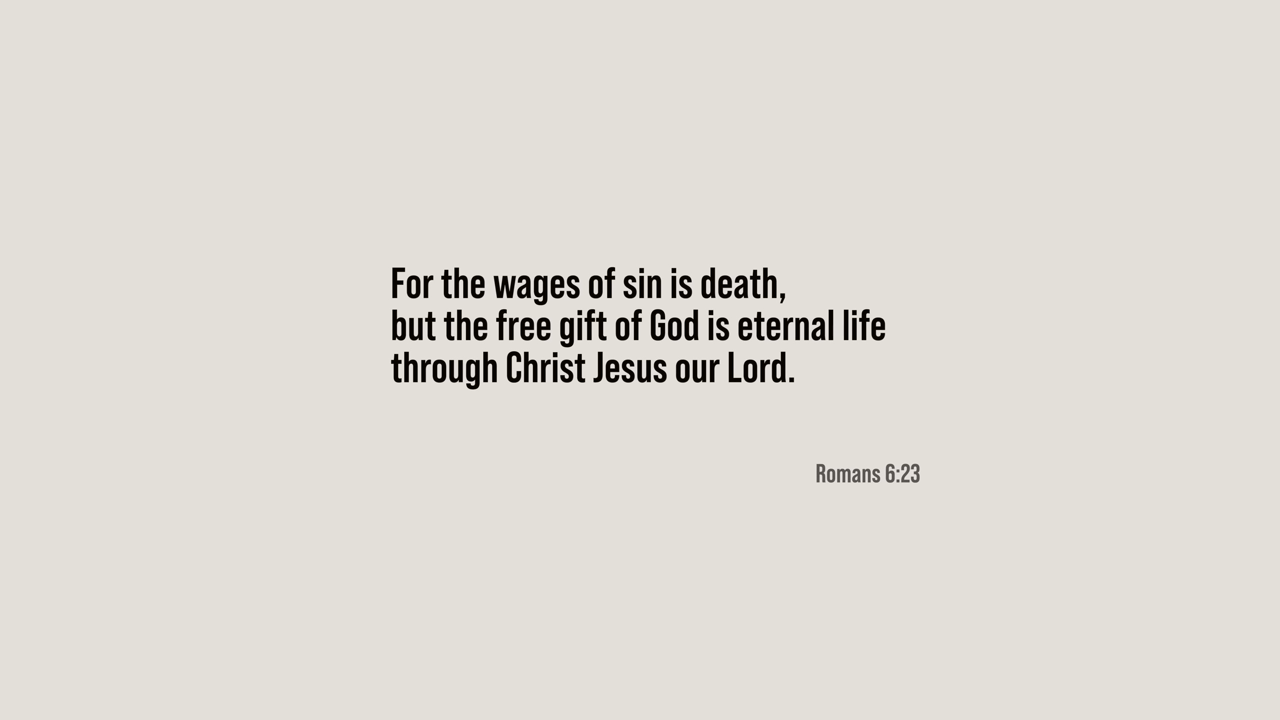 For the wages of sin is death,
but the free gift of God is eternal life
through Christ Jesus our Lord.
Romans 6:23